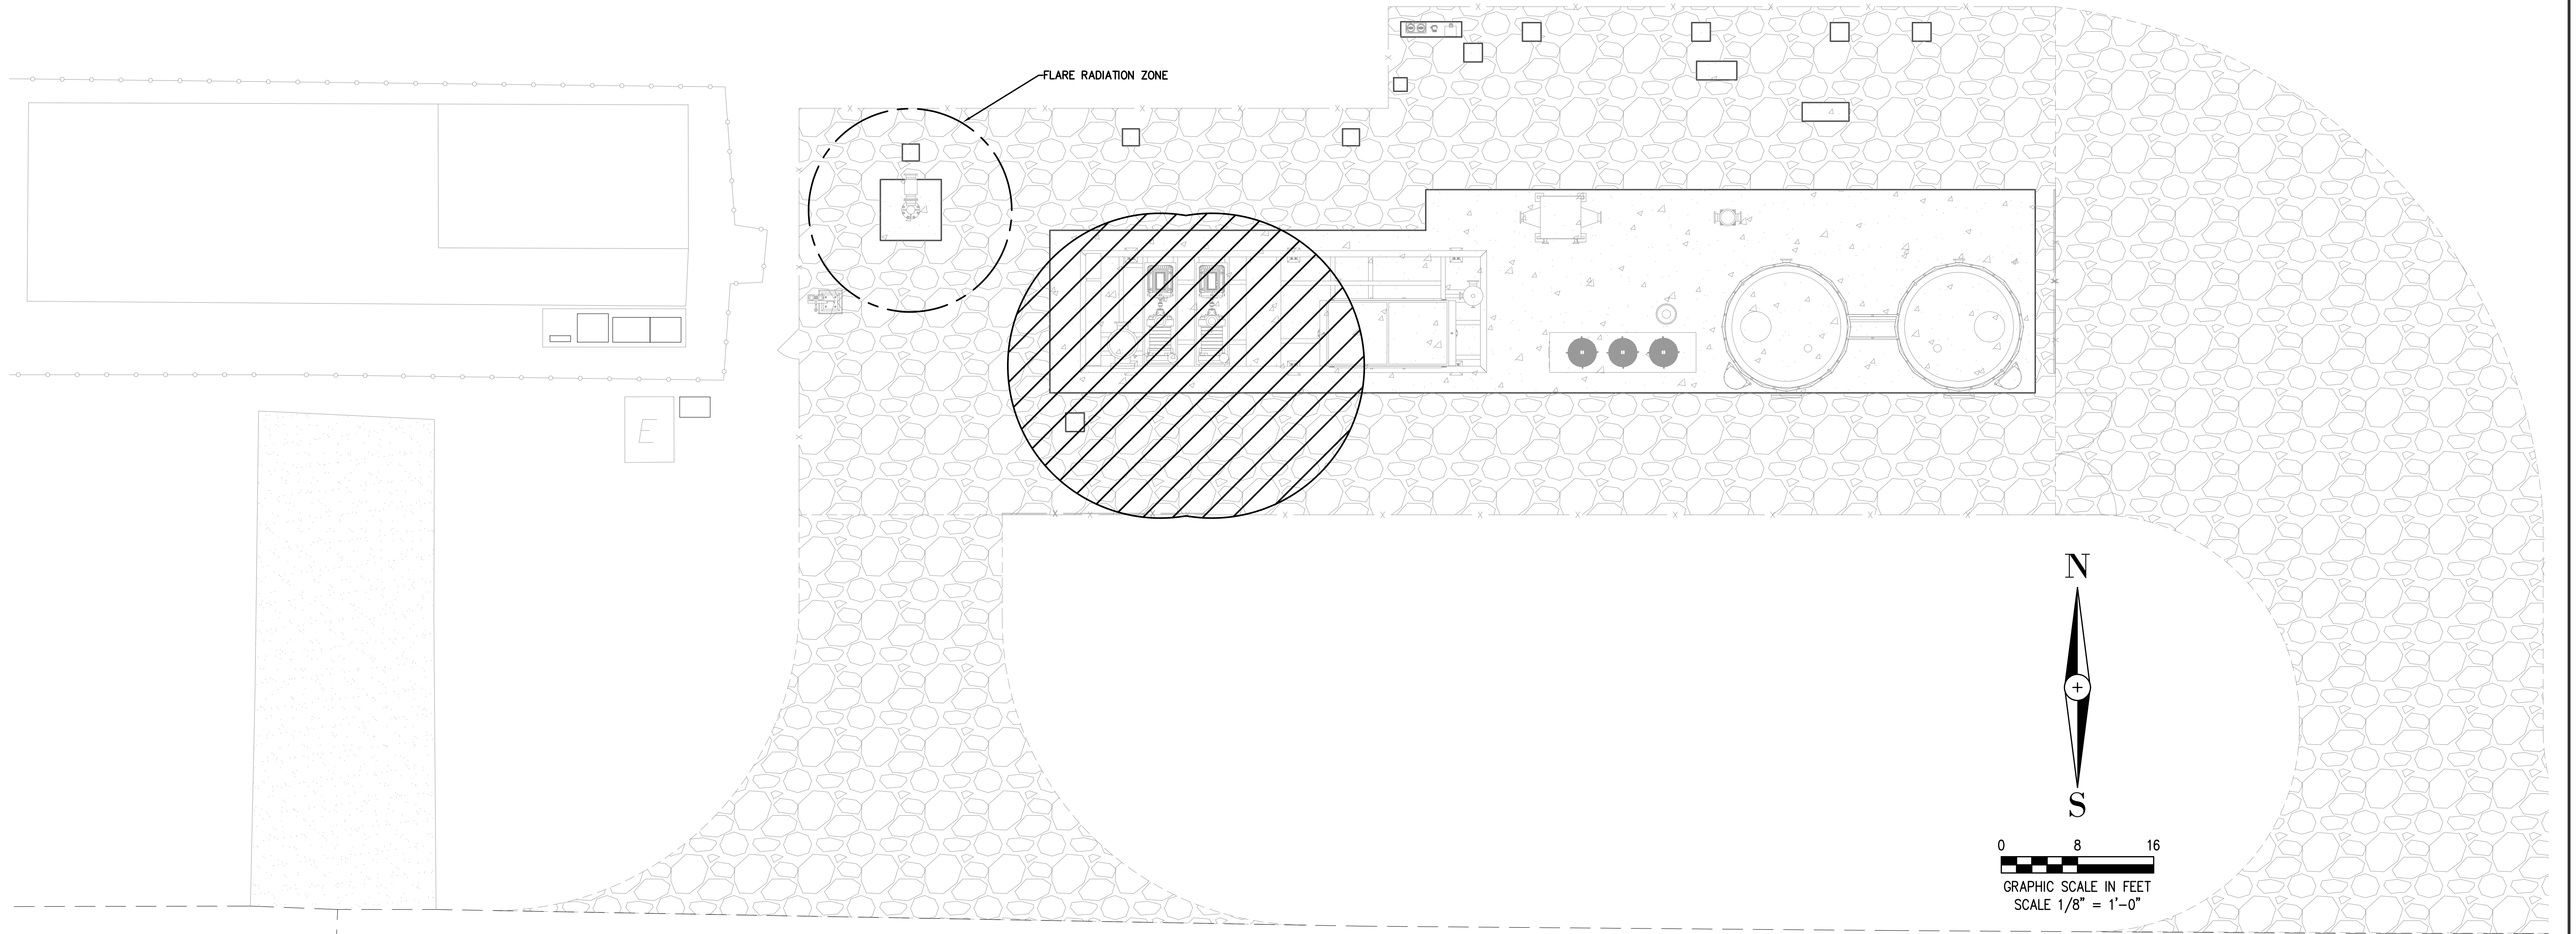 FLARE RADIATION ZONE
E
N
S
0 8 16
GRAPHIC SCALE IN FEET
SCALE 1/8" = 1'-0"